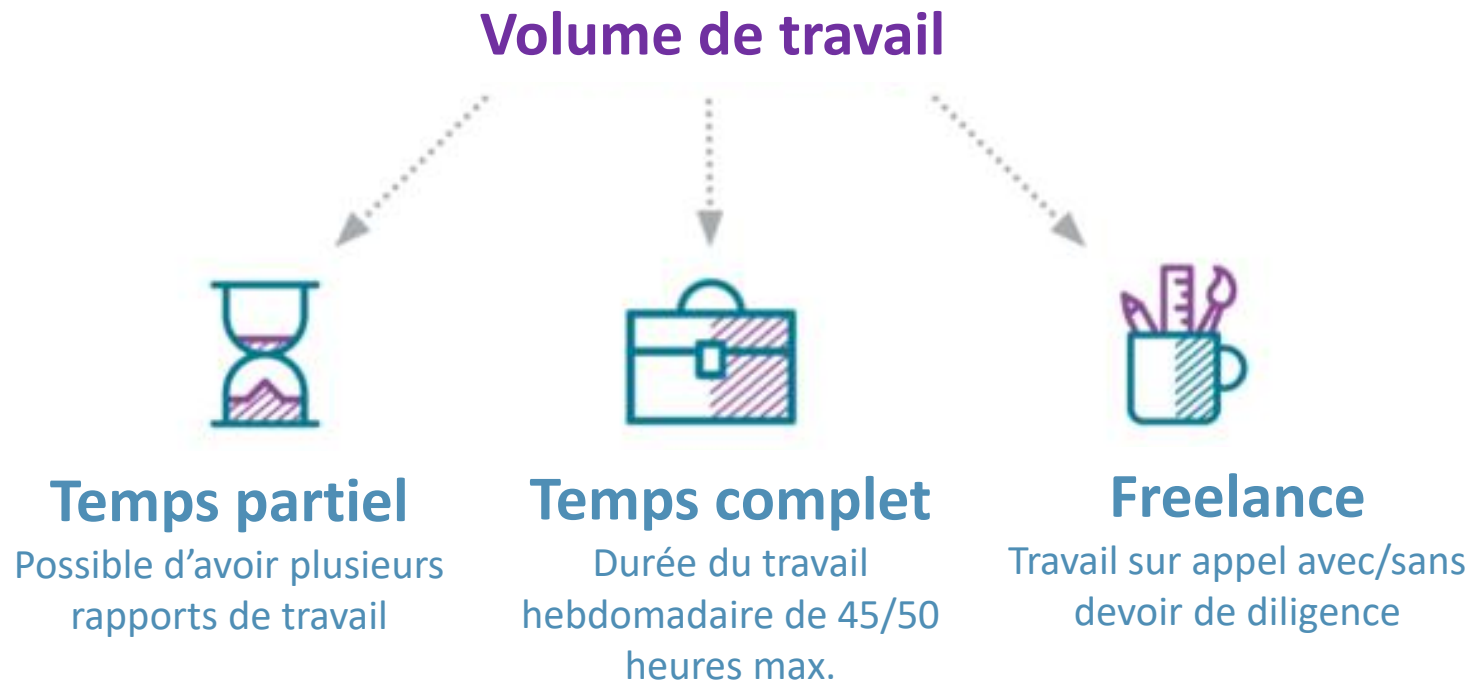 Volume de travail
Temps partiel
Possible d’avoir plusieurs
rapports de travail
Temps complet
Durée du travail
hebdomadaire de 45/50
heures max.
Freelance
Travail sur appel avec/sans
devoir de diligence